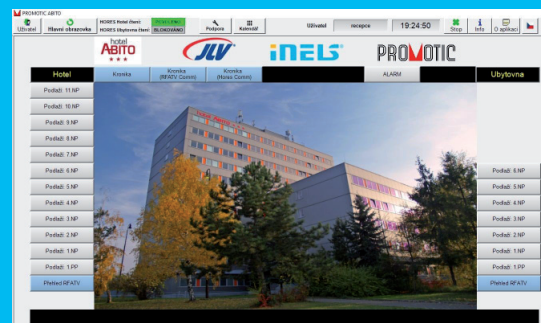 PROMOTIC
Uživatel
Hlavní obrazovka
HORES Hotel čtení:
HORES Ubytovna čtení: BLOKOVÁNO
Podpora
Kalendář
Uživatel
recepce
19:24:50
Stop
Info
O aplikaci
hotel
ABITO
JLV
iNELS
PROMOTIC
Hotel
Kronika
Kronika
(RFATV Comm)
Kronika
(Hores Comm)
ALARM
Ubytovna
Podlaží: 11.NP
Podlaží: 10.NP
Podlaží: 9.NP
Podlaží: 8.NP
Podlaží: 7.NP
Podlaží: 6.NP
Podlaží: 5.NP
Podlaží: 4.NP
Podlaží: 3.NP
Podlaží: 2.NP
Podlaží: 1.NP
Podlaží: 1.PP
Přehled RFATV
Podlaží: 6.NP
Podlaží: 5.NP
Podlaží: 4.NP
Podlaží: 3.NP
Podlaží: 2.NP
Podlaží: 1.NP
Podlaží: 1.PP
Přehled RFATV